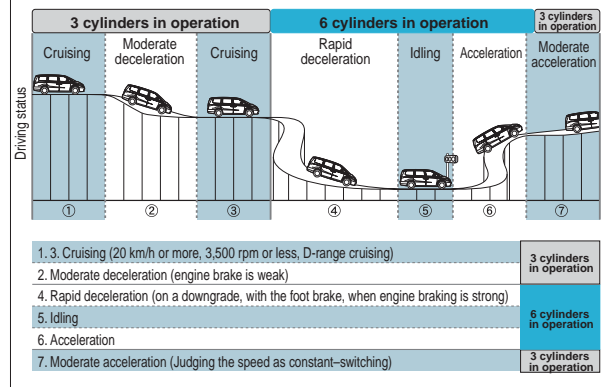 3 cylinders in operation
6 cylinders in operation
3 cylinders
in operation
Cruising
Moderate
deceleration
Cruising
Rapid
deceleration
Idling
Acceleration
Moderate
acceleration
Driving status
①
②
③
④
⑤
⑥
⑦
1. 3. Cruising (20 km/h or more, 3,500 rpm or less, D-range cruising)
2. Moderate deceleration (engine brake is weak)
3 cylinders
in operation
4. Rapid deceleration (on a downgrade, with the foot brake, when engine braking is strong)
5. Idling
6. Acceleration
6 cylinders
in operation
7. Moderate acceleration (Judging the speed as constant–switching)
3 cylinders
in operation